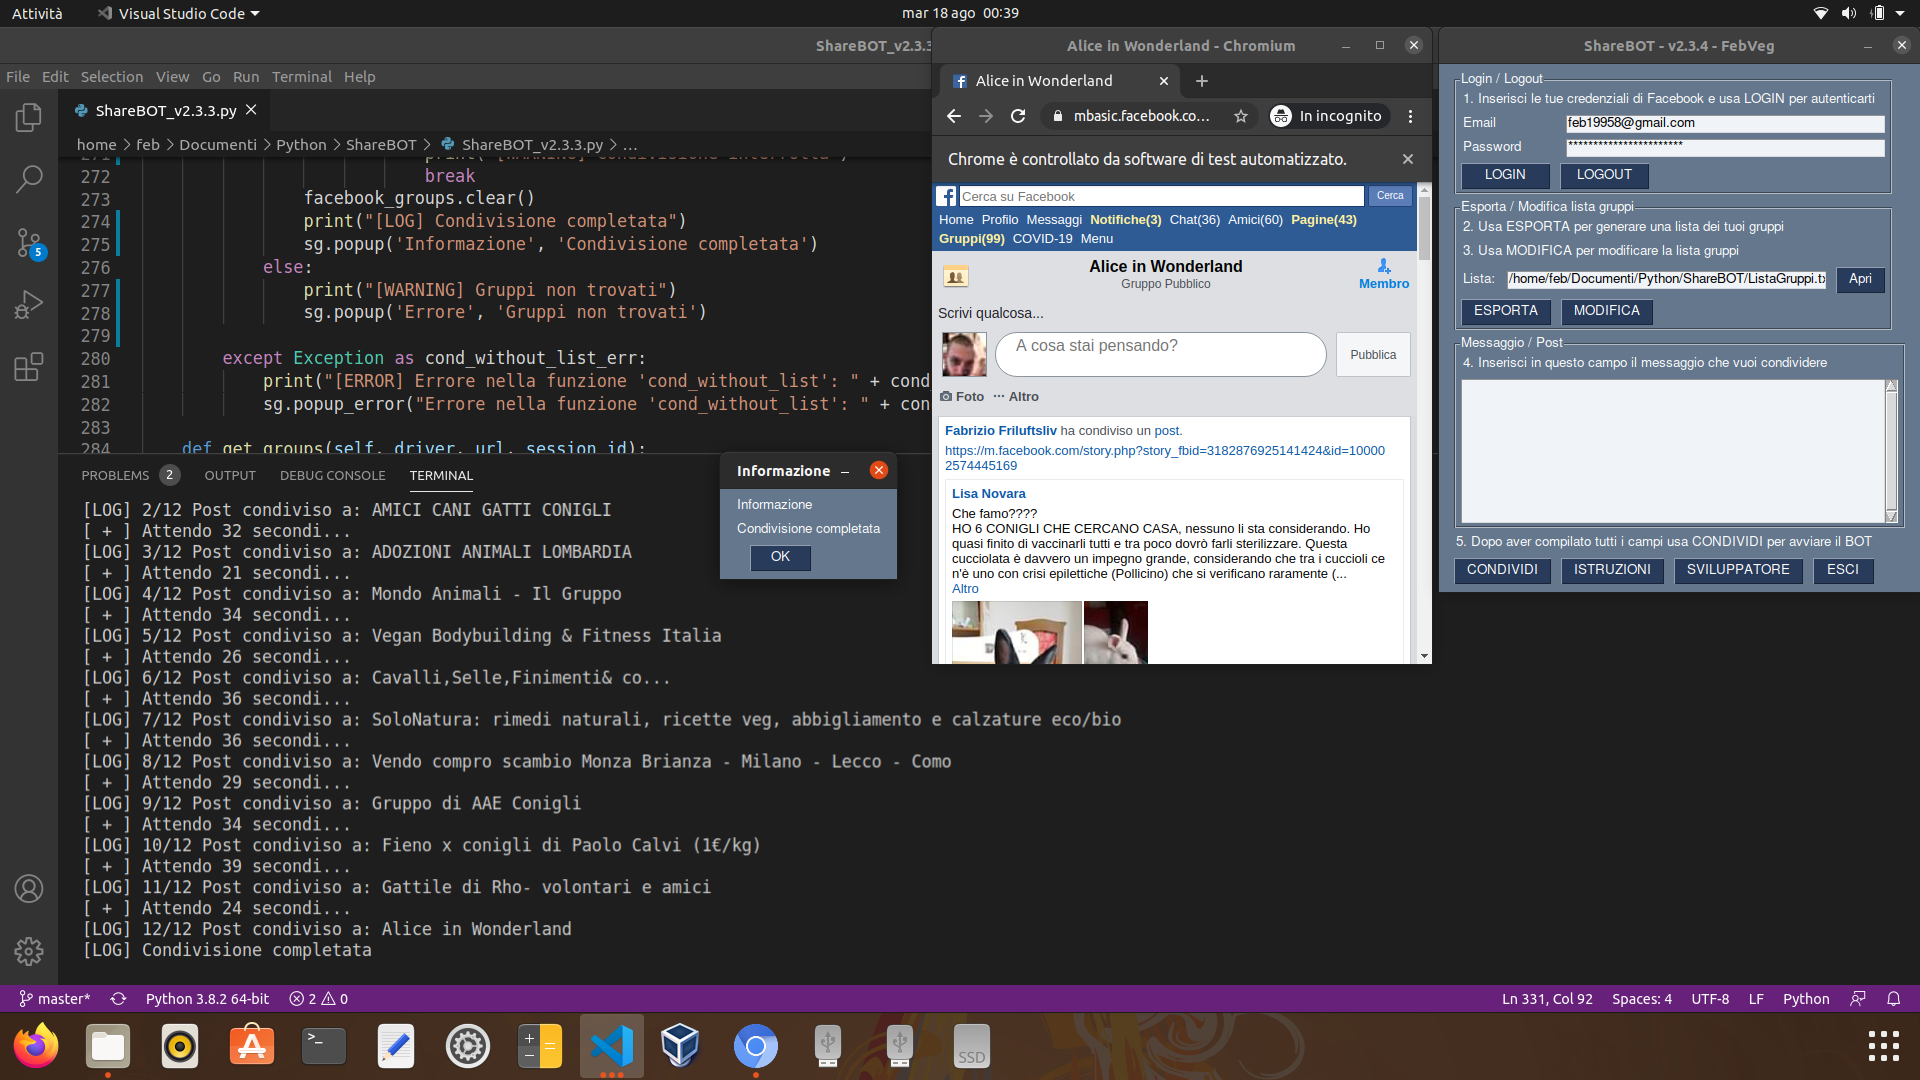 Attività
Visual Studio Code
mar 18 ago 00:39
ShareBOT_v2.3.3
File Edit Selection View Go Run Terminal Help
ShareBOT_v2.3.3.py
home > feb > Documenti > Python > ShareBOT > ShareBOT_v2.3.3.py > ...
272 break
273 facebook_groups.clear()
274 print("[LOG] Condivisione completata")
275 sg.popup('Informazione', 'Condivisione completata')
276 else:
277 print("[WARNING] Gruppi non trovati")
278 sg.popup('Errore', 'Gruppi non trovati')
279
280 except Exception as cond_without_list_err:
281 print("[ERROR] Errore nella funzione 'cond_without_list': " + cond_
282 sg.popup_error("Errore nella funzione 'cond_without_list': " + con
283
284 def get_groups(self, driver, url, session_id):
5
PROBLEMS 2 OUTPUT DEBUG CONSOLE TERMINAL
[LOG] 2/12 Post condiviso a: AMICI CANI GATTI CONIGLI
[ + ] Attendo 32 secondi...
[LOG] 3/12 Post condiviso a: ADOZIONI ANIMALI LOMBARDIA
[ + ] Attendo 21 secondi...
[LOG] 4/12 Post condiviso a: Mondo Animali - Il Gruppo
[ + ] Attendo 34 secondi...
[LOG] 5/12 Post condiviso a: Vegan Bodybuilding & Fitness Italia
[ + ] Attendo 26 secondi...
[LOG] 6/12 Post condiviso a: Cavalli,Selle,Finimenti& co...
[ + ] Attendo 36 secondi...
[LOG] 7/12 Post condiviso a: SoloNatura: rimedi naturali, ricette veg, abbigliamento e calzature eco/bio
[ + ] Attendo 36 secondi...
[LOG] 8/12 Post condiviso a: Vendo compro scambio Monza Brianza - Milano - Lecco - Como
[ + ] Attendo 29 secondi...
[LOG] 9/12 Post condiviso a: Gruppo di AAE Conigli
[ + ] Attendo 34 secondi...
[LOG] 10/12 Post condiviso a: Fieno x conigli di Paolo Calvi (1€/kg)
[ + ] Attendo 39 secondi...
[LOG] 11/12 Post condiviso a: Gattile di Rho- volontari e amici
[ + ] Attendo 24 secondi...
[LOG] 12/12 Post condiviso a: Alice in Wonderland
[LOG] Condivisione completata
Informazione
Informazione
Condivisione completata
OK
Alice in Wonderland - Chromium
Alice in Wonderland
mbasic.facebook.co... In incognito
Chrome è controllato da software di test automatizzato.
Cerca su Facebook Cerca
Home Profilo Messaggi Notifiche(3) Chat(36) Amici(60) Pagine(43)
Gruppi(99) COVID-19 Menu
Alice in Wonderland
Gruppo Pubblico
Membro
Scrivi qualcosa...
A cosa stai pensando?
Pubblica
Foto ··· Altro
Fabrizio Friluftsliv ha condiviso un post.
https://m.facebook.com/story.php?story_fbid=3182876925141424&id=10000
2574445169
Lisa Novara
Che famo????
HO 6 CONIGLI CHE CERCANO CASA, nessuno li sta considerando. Ho
quasi finito di vaccinarli tutti e tra poco dovrò farli sterilizzare. Questa
cucciolata è davvero un impegno grande, considerando che tra i cuccioli ce
n'è uno con crisi epilettiche (Pollicino) che si verificano raramente (...
Altro
ShareBOT - v2.3.4 - FebVeg
Login / Logout
1. Inserisci le tue credenziali di Facebook e usa LOGIN per autenticarti
Email feb19958@gmail.com
Password ***********************
LOGIN LOGOUT
Esporta / Modifica lista gruppi
2. Usa ESPORTA per generare una lista dei tuoi gruppi
3. Usa MODIFICA per modificare la lista gruppi
Lista: /home/feb/Documenti/Python/ShareBOT/ListaGruppi.tx Apri
ESPORTA MODIFICA
Messaggio / Post
4. Inserisci in questo campo il messaggio che vuoi condividere
5. Dopo aver compilato tutti i campi usa CONDIVIDI per avviare il BOT
CONDIVIDI ISTRUZIONI SVILUPPATORE ESCI
master* Python 3.8.2 64-bit 2 0
Ln 331, Col 92 Spaces: 4 UTF-8 LF Python
SSD